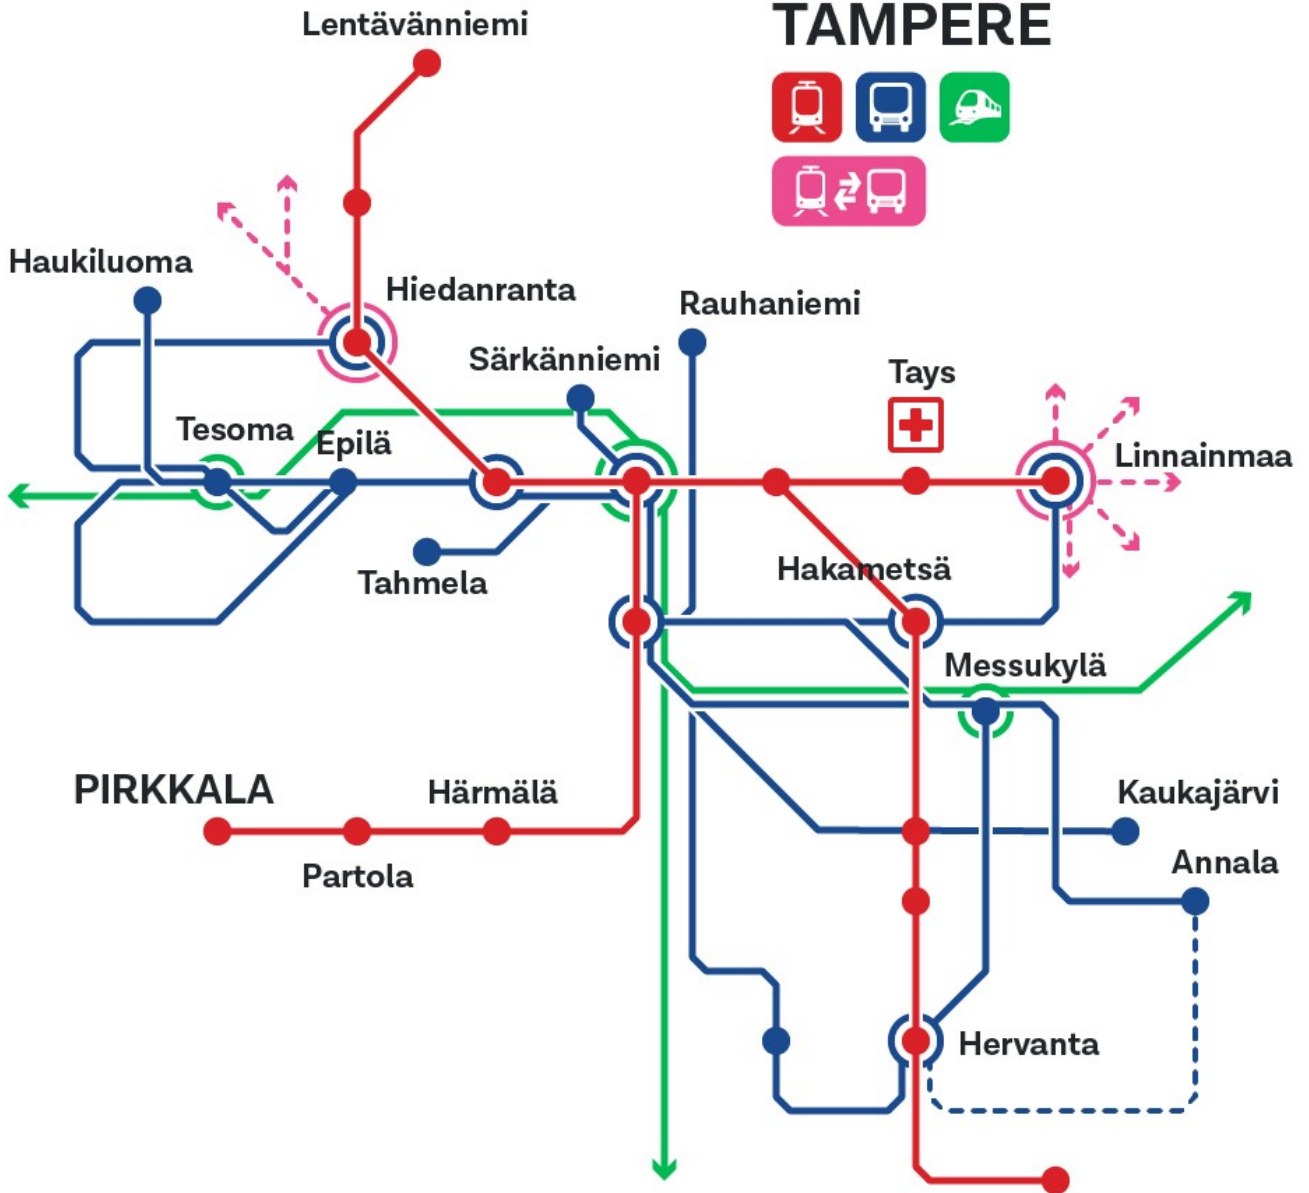 Lentävänniemi
TAMPERE
Haukiluoma
Hiedanranta
Rauhaniemi
Särkänniemi
Tays
Tesoma
Epilä
Linnainmaa
Tahmela
Hakametsä
Messukylä
PIRKKALA
Härmälä
Kaukajärvi
Partola
Annala
Hervanta